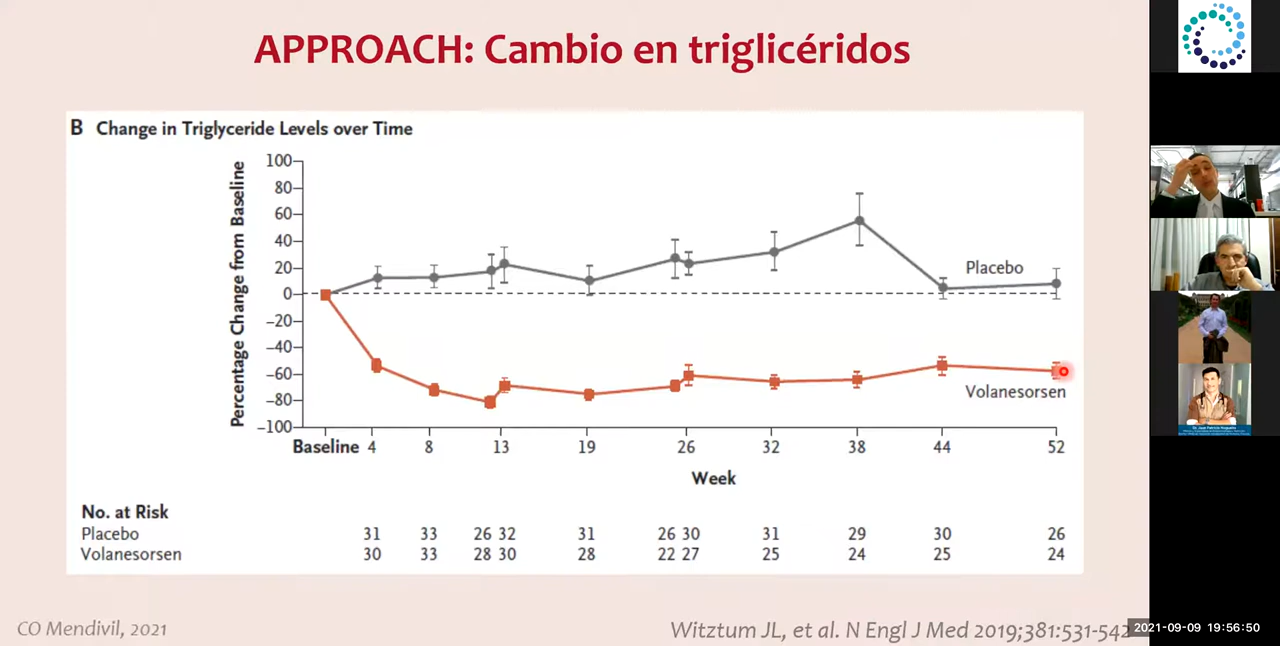 APPROACH: Cambio en triglicéridos
B Change in Triglyceride Levels over Time
Percentage Change from Baseline
100
80
60
40
20
0
-20
-40
-60
-80
-100
Placebo
Volanesorsen
Baseline 4 8 13 19 26 32 38 44 52
Week
No. at Risk
Placebo 31 33 26 32 31 26 30 31 29 30 26
Volanesorsen 30 33 28 30 28 22 27 25 24 25 24
CO Mendivil, 2021
Witztum JL, et al. N Engl J Med 2019;381:531-542
2021-09-09 19:56:50